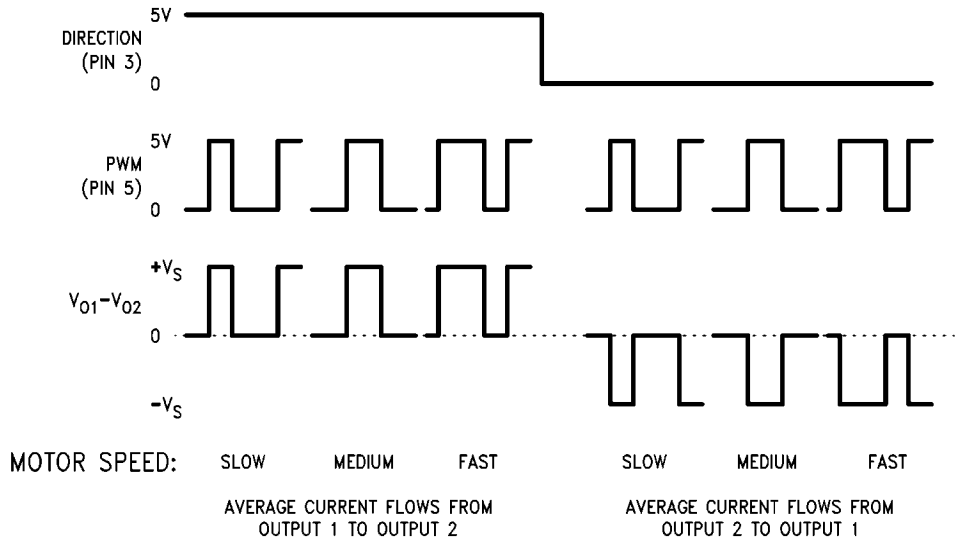 5V
DIRECTION
(PIN 3)
0
5V
PWM
(PIN 5)
0
+VS
VO1–VO2
0
–VS
MOTOR SPEED: SLOW MEDIUM FAST SLOW MEDIUM FAST
AVERAGE CURRENT FLOWS FROM
OUTPUT 1 TO OUTPUT 2
AVERAGE CURRENT FLOWS FROM
OUTPUT 2 TO OUTPUT 1